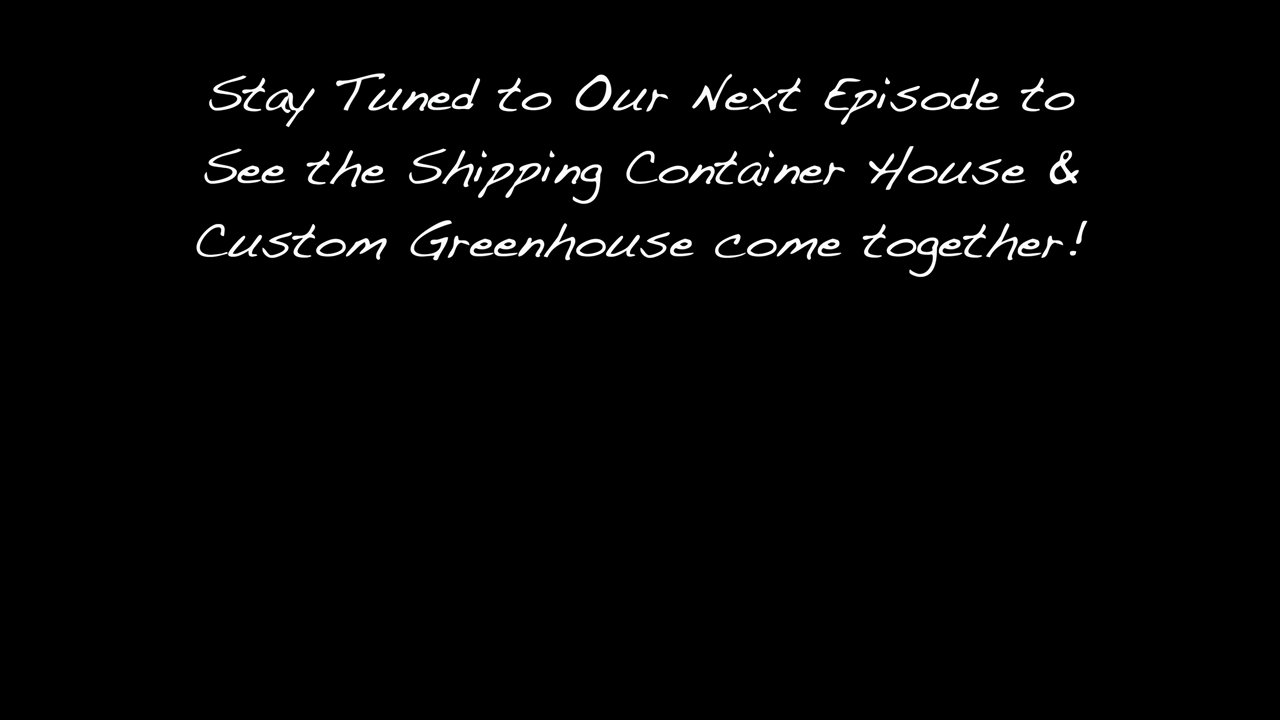 Stay Tuned to Our Next Episode to
See the Shipping Container House &
Custom Greenhouse come together!